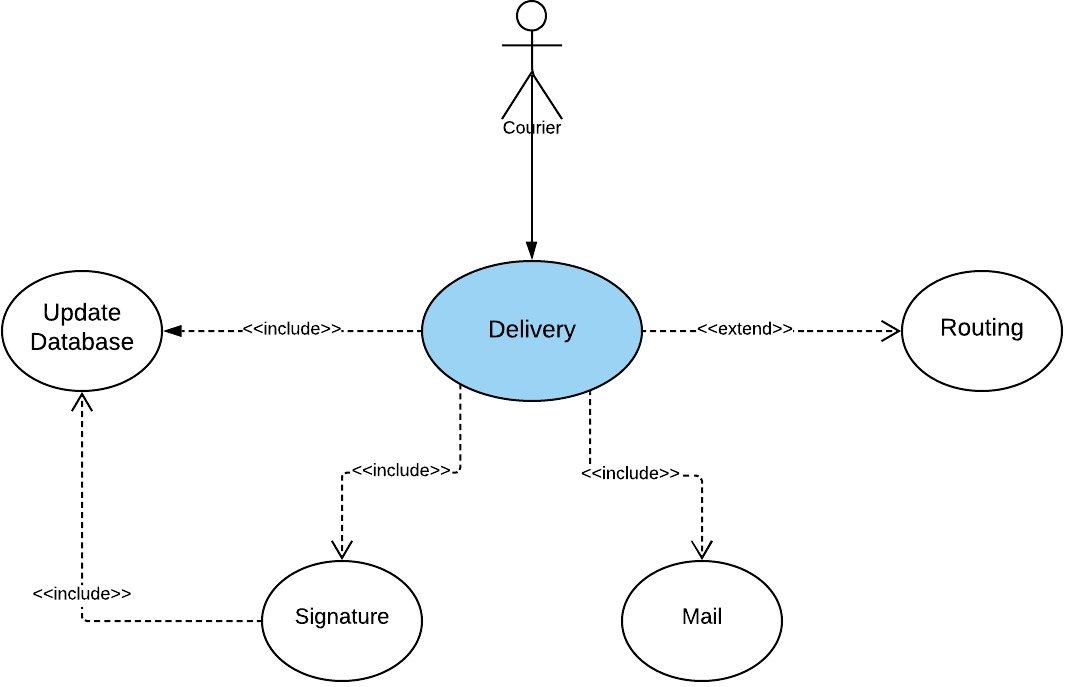 Courier
Update
Database
<<include>>
Delivery
<<extend>>
Routing
<<include>>
<<include>>
<<include>>
Signature
Mail